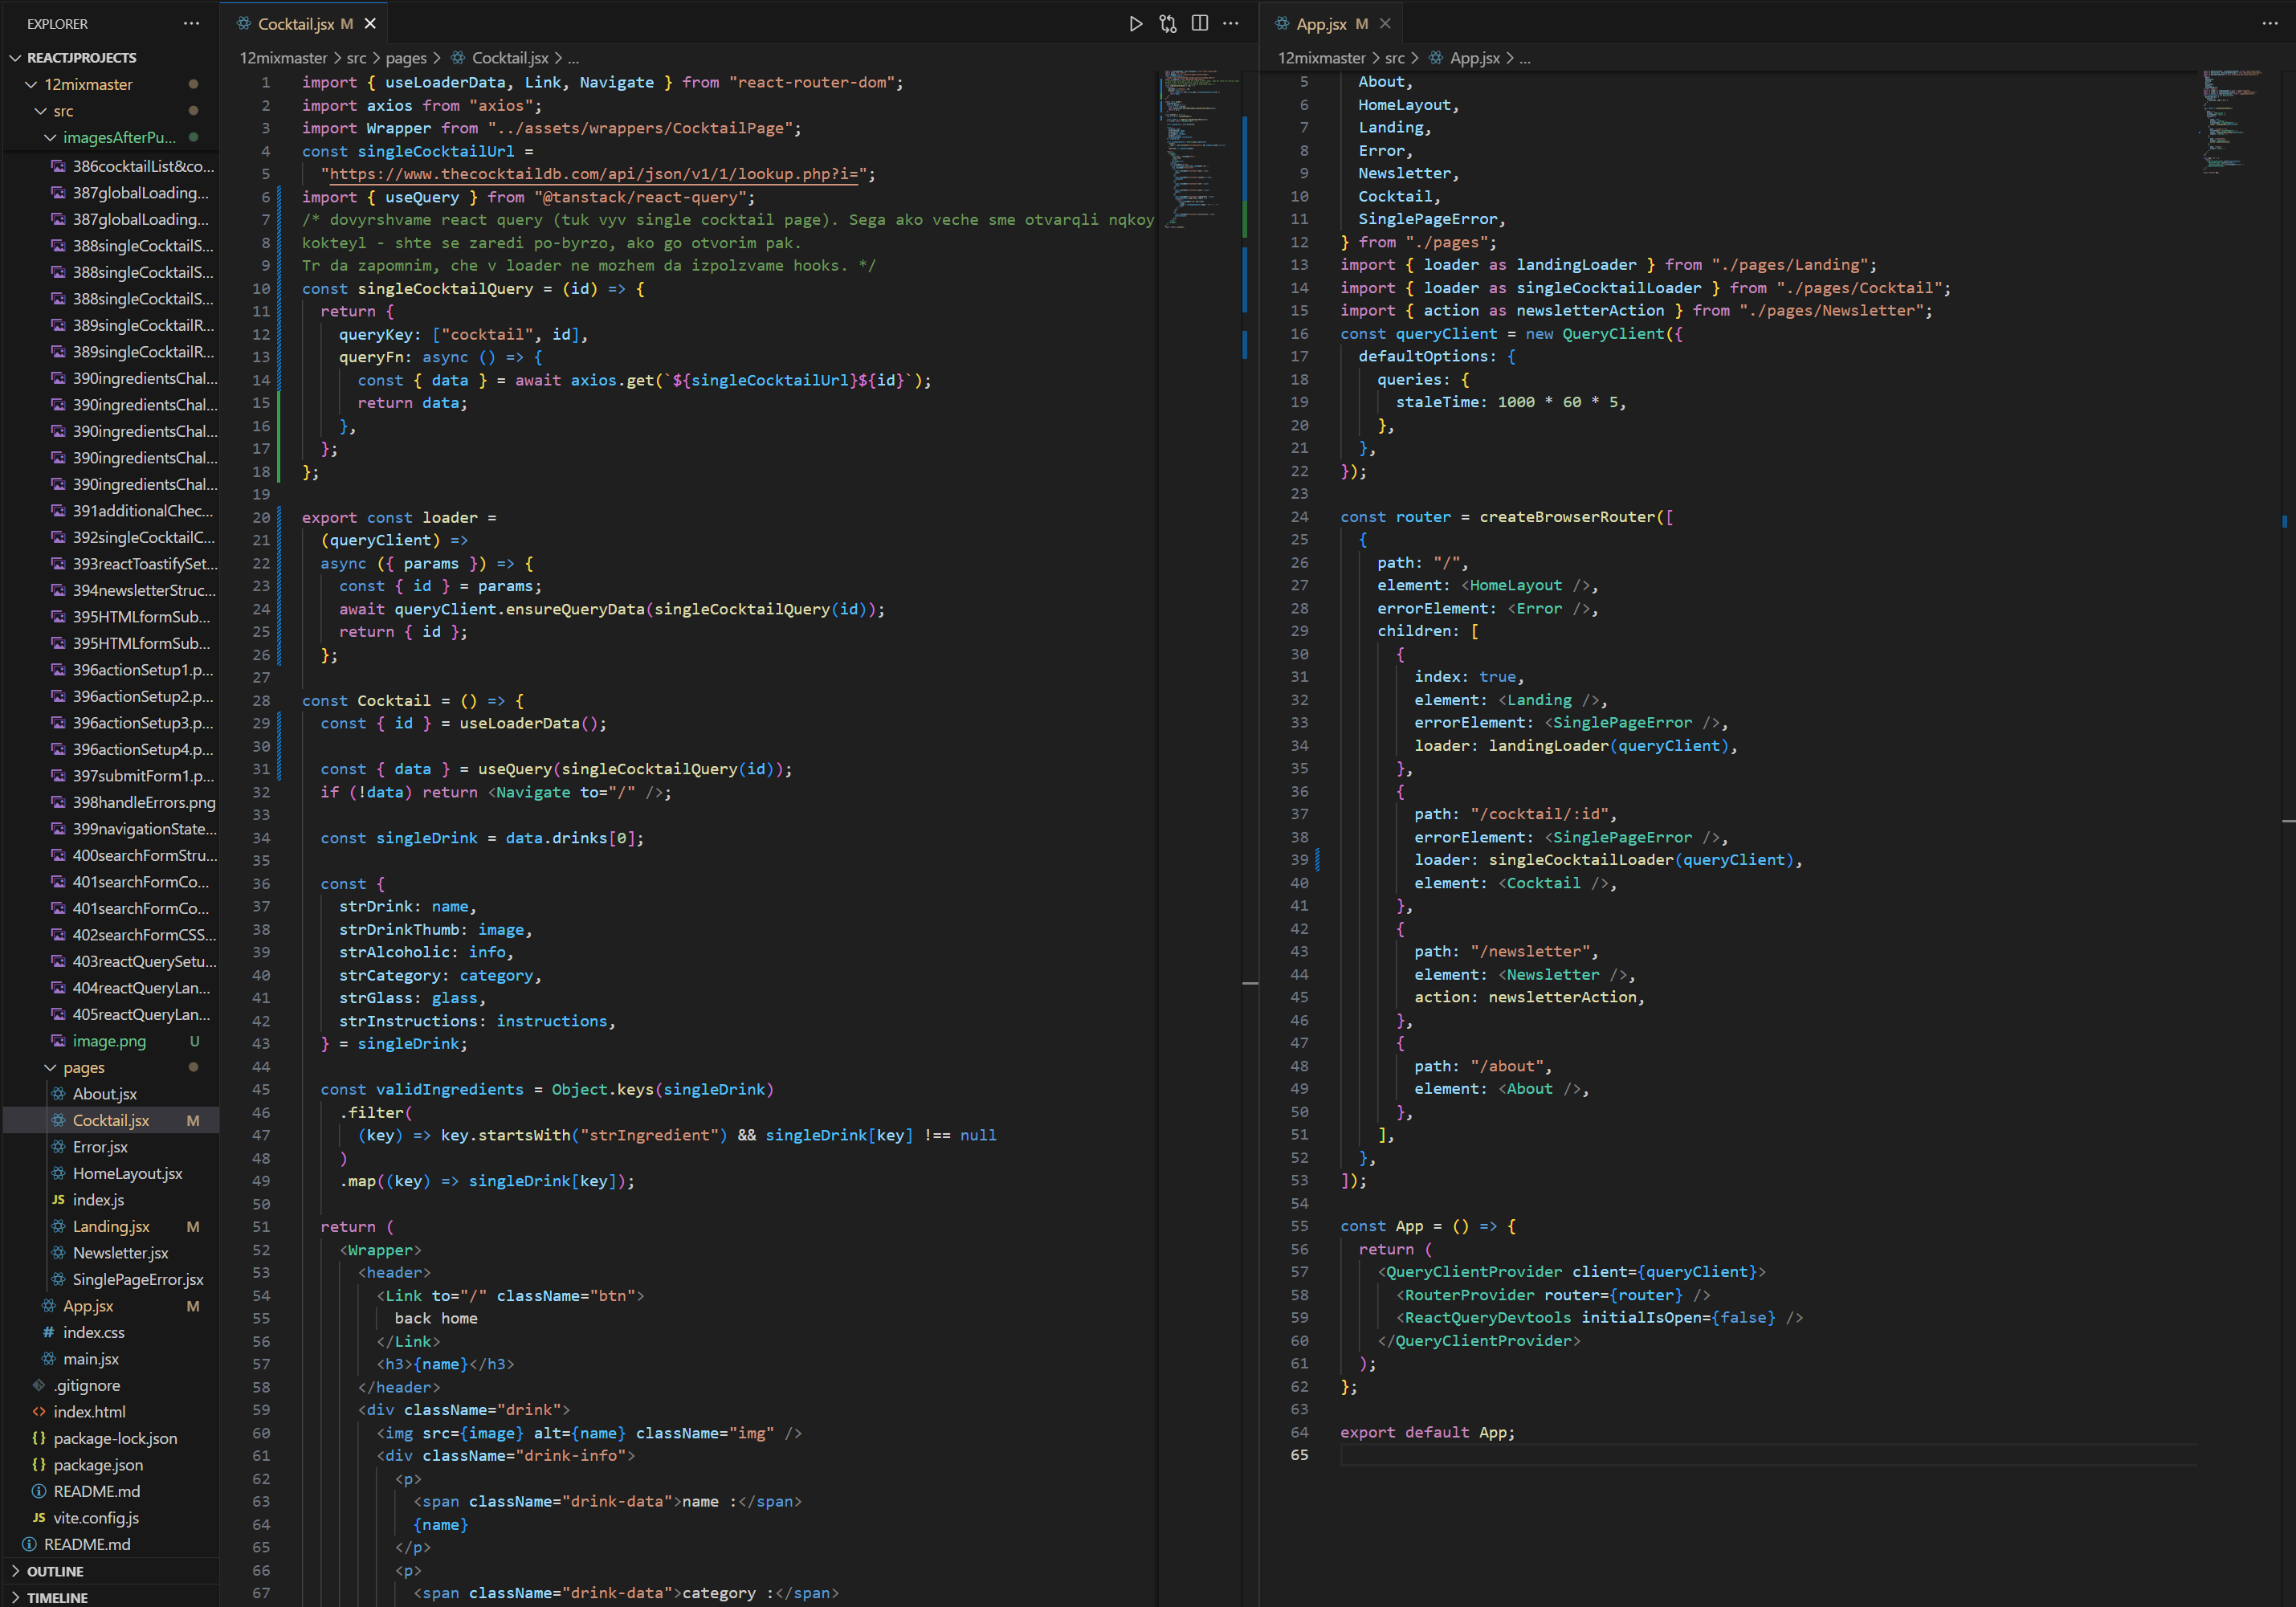 EXPLORER
REACTJPROJECTS
12mixmaster
src
imagesAfterPu...
386cocktailList&co...
387globalLoading...
387globalLoading...
388singleCocktailS...
388singleCocktailS...
388singleCocktailS...
389singleCocktailR...
389singleCocktailR...
390ingredientsChal...
390ingredientsChal...
390ingredientsChal...
390ingredientsChal...
390ingredientsChal...
391additionalChec...
392singleCocktailC...
393reactToastifySet...
394newsletterStruc...
395HTMLformSub...
395HTMLformSub...
396actionSetup1.p...
396actionSetup2.p...
396actionSetup3.p...
396actionSetup4.p...
397submitForm1.p...
398handleErrors.png
399navigationState...
400searchFormStru...
401searchFormCo...
401searchFormCo...
402searchFormCSS...
403reactQuerySetu...
404reactQueryLan...
405reactQueryLan...
image.png U
pages
About.jsx
Cocktail.jsx M
Error.jsx
HomeLayout.jsx
JS index.js
Landing.jsx M
Newsletter.jsx
SinglePageError.jsx
App.jsx M
# index.css
main.jsx
.gitignore
<> index.html
{} package-lock.json
{} package.json
README.md
JS vite.config.js
README.md
OUTLINE
TIMELINE
Cocktail.jsx M
12mixmaster > src > pages > Cocktail.jsx > ...
1 import { useLoaderData, Link, Navigate } from "react-router-dom";
2 import axios from "axios";
3 import Wrapper from "../assets/wrappers/CocktailPage";
4 const singleCocktailUrl =
5 "https://www.thecocktaildb.com/api/json/v1/1/lookup.php?i=";
6 import { useQuery } from "@tanstack/react-query";
7 /* dovyrshvame react query (tuk vyv single cocktail page). Sega ako veche sme otvarqli nqkoy
8 kokteyl - shte se zaredi po-byrzo, ako go otvorim pak.
9 Tr da zapomnim, che v loader ne mozhem da izpolzvame hooks. */
10 const singleCocktailQuery = (id) => {
11 return {
12 queryKey: ["cocktail", id],
13 queryFn: async () => {
14 const { data } = await axios.get(`${singleCocktailUrl}${id}`);
15 return data;
16 },
17 };
18 };
19
20 export const loader =
21 (queryClient) =>
22 async ({ params }) => {
23 const { id } = params;
24 await queryClient.ensureQueryData(singleCocktailQuery(id));
25 return { id };
26 };
27
28 const Cocktail = () => {
29 const { id } = useLoaderData();
30
31 const { data } = useQuery(singleCocktailQuery(id));
32 if (!data) return <Navigate to="/" />;
33
34 const singleDrink = data.drinks[0];
35
36 const {
37 strDrink: name,
38 strDrinkThumb: image,
39 strAlcoholic: info,
40 strCategory: category,
41 strGlass: glass,
42 strInstructions: instructions,
43 } = singleDrink;
44
45 const validIngredients = Object.keys(singleDrink)
46 .filter(
47 (key) => key.startsWith("strIngredient") && singleDrink[key] !== null
48 )
49 .map((key) => singleDrink[key]);
50
51 return (
52 <Wrapper>
53 <header>
54 <Link to="/" className="btn">
55 back home
56 </Link>
57 <h3>{name}</h3>
58 </header>
59 <div className="drink">
60 <img src={image} alt={name} className="img" />
61 <div className="drink-info">
62 <p>
63 <span className="drink-data">name :</span>
64 {name}
65 </p>
66 <p>
67 <span className="drink-data">category :</span>
App.jsx M
12mixmaster > src > App.jsx > ...
5 About,
6 HomeLayout,
7 Landing,
8 Error,
9 Newsletter,
10 Cocktail,
11 SinglePageError,
12 } from "./pages";
13 import { loader as landingLoader } from "./pages/Landing";
14 import { loader as singleCocktailLoader } from "./pages/Cocktail";
15 import { action as newsletterAction } from "./pages/Newsletter";
16 const queryClient = new QueryClient({
17 defaultOptions: {
18 queries: {
19 staleTime: 1000 * 60 * 5,
20 },
21 },
22 });
23
24 const router = createBrowserRouter([
25 {
26 path: "/",
27 element: <HomeLayout />,
28 errorElement: <Error />,
29 children: [
30 {
31 index: true,
32 element: <Landing />,
33 errorElement: <SinglePageError />,
34 loader: landingLoader(queryClient),
35 },
36 {
37 path: "/cocktail/:id",
38 errorElement: <SinglePageError />,
39 loader: singleCocktailLoader(queryClient),
40 element: <Cocktail />,
41 },
42 {
43 path: "/newsletter",
44 element: <Newsletter />,
45 action: newsletterAction,
46 },
47 {
48 path: "/about",
49 element: <About />,
50 },
51 ],
52 },
53 ]);
54
55 const App = () => {
56 return (
57 <QueryClientProvider client={queryClient}>
58 <RouterProvider router={router} />
59 <ReactQueryDevtools initialIsOpen={false} />
60 </QueryClientProvider>
61 );
62 };
63
64 export default App;
65